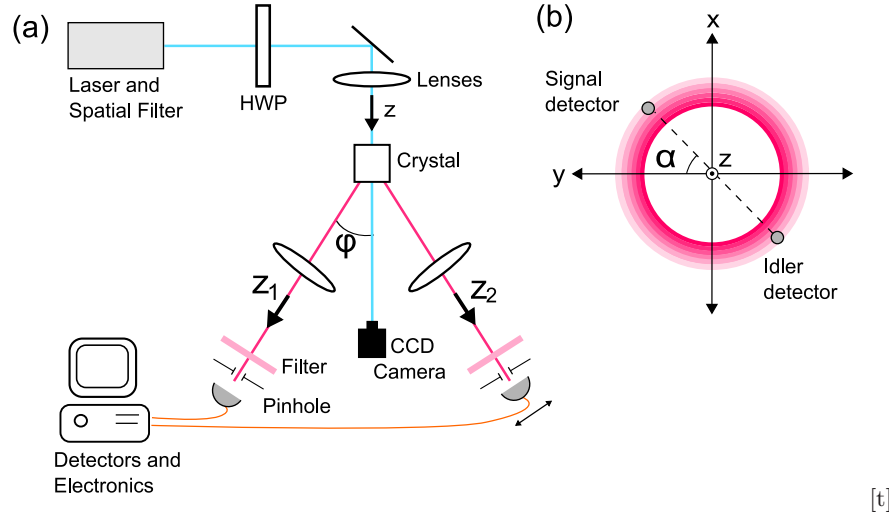 (a)
Laser and
Spatial Filter
HWP
Lenses
z
Crystal
φ
z1
z2
Filter
Pinhole
CCD
Camera
Detectors and
Electronics
(b)
x
Signal
detector
α
z
y
Idler
detector
[t]